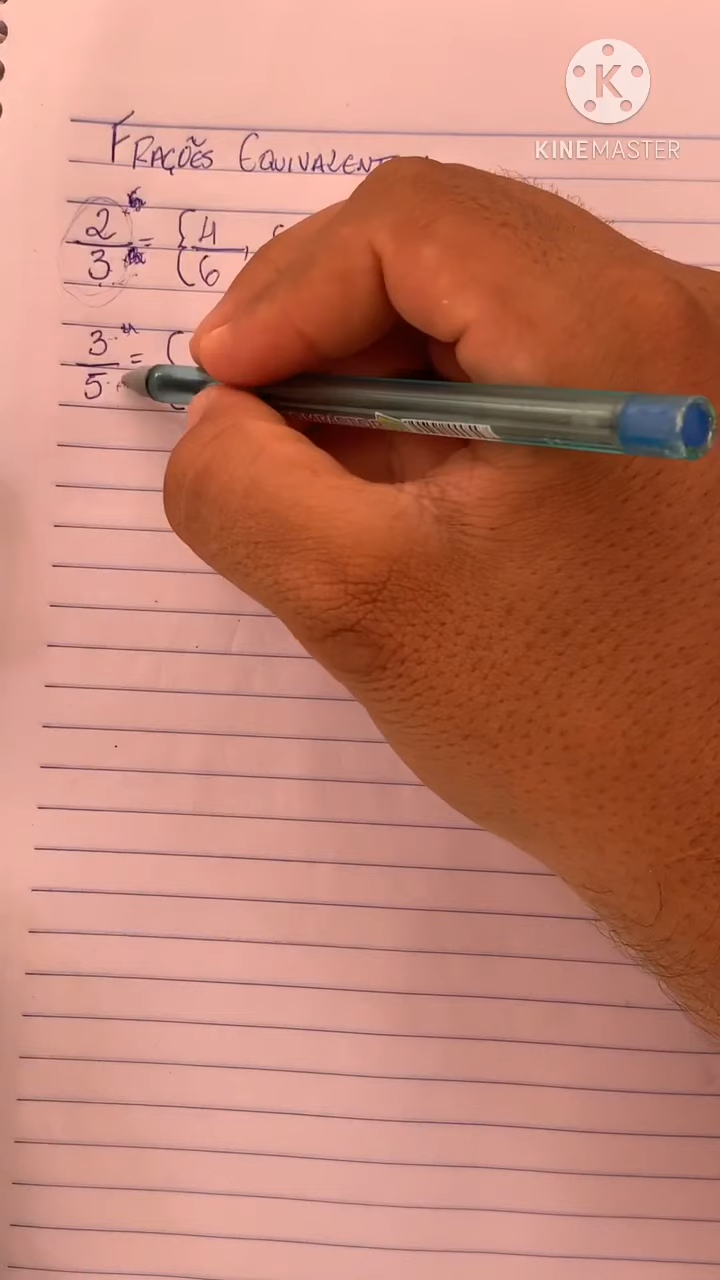 KINEMASTER
FRAÇÕES EQUIVALENT
2/3 = { 4/6 ,
3/5 = {